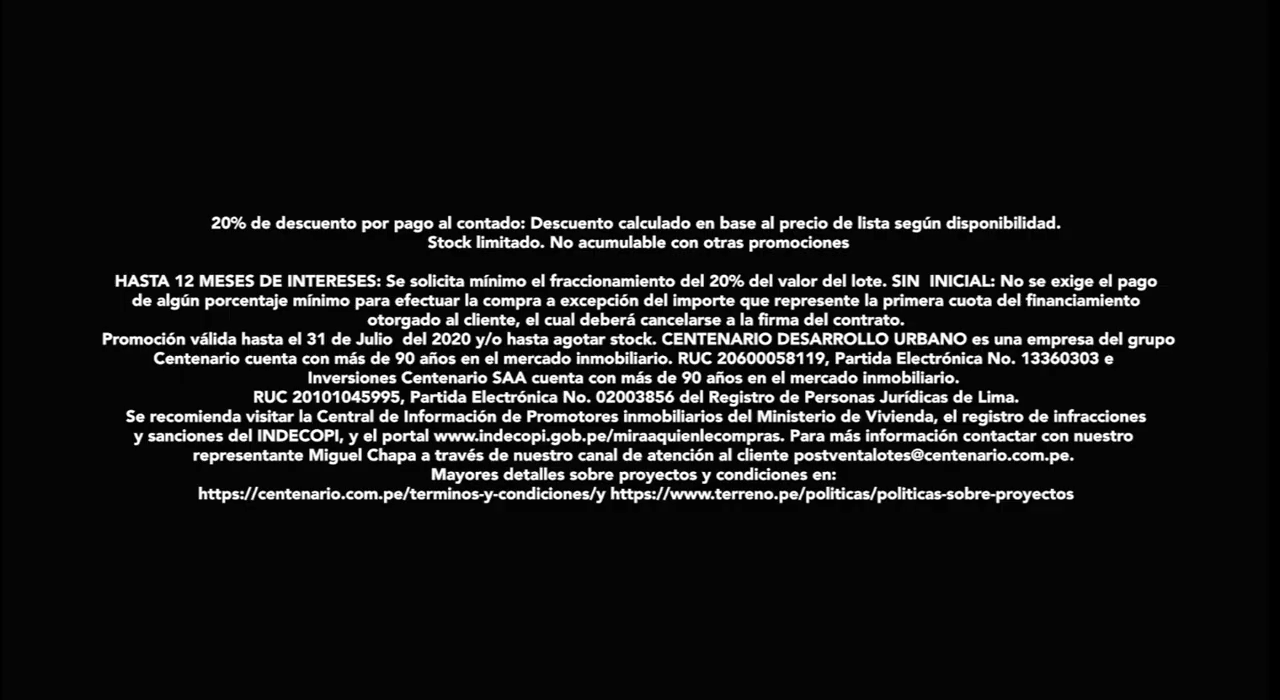 20% de descuento por pago al contado: Descuento calculado en base al precio de lista según disponibilidad.
Stock limitado. No acumulable con otras promociones
HASTA 12 MESES DE INTERESES: Se solicita mínimo el fraccionamiento del 20% del valor del lote. SIN  INICIAL: No se exige el pago
de algún porcentaje mínimo para efectuar la compra a excepción del importe que represente la primera cuota del financiamiento
otorgado al cliente, el cual deberá cancelarse a la firma del contrato.
Promoción válida hasta el 31 de Julio  del 2020 y/o hasta agotar stock. CENTENARIO DESARROLLO URBANO es una empresa del grupo
Centenario cuenta con más de 90 años en el mercado inmobiliario. RUC 20600058119, Partida Electrónica No. 13360303 e
Inversiones Centenario SAA cuenta con más de 90 años en el mercado inmobiliario.
RUC 20101045995, Partida Electrónica No. 02003856 del Registro de Personas Jurídicas de Lima.
Se recomienda visitar la Central de Información de Promotores inmobiliarios del Ministerio de Vivienda, el registro de infracciones
y sanciones del INDECOPI, y el portal www.indecopi.gob.pe/miraaquienlecompras. Para más información contactar con nuestro
representante Miguel Chapa a través de nuestro canal de atención al cliente postventalotes@centenario.com.pe.
Mayores detalles sobre proyectos y condiciones en:
https://centenario.com.pe/terminos-y-condiciones/y https://www.terreno.pe/politicas/politicas-sobre-proyectos